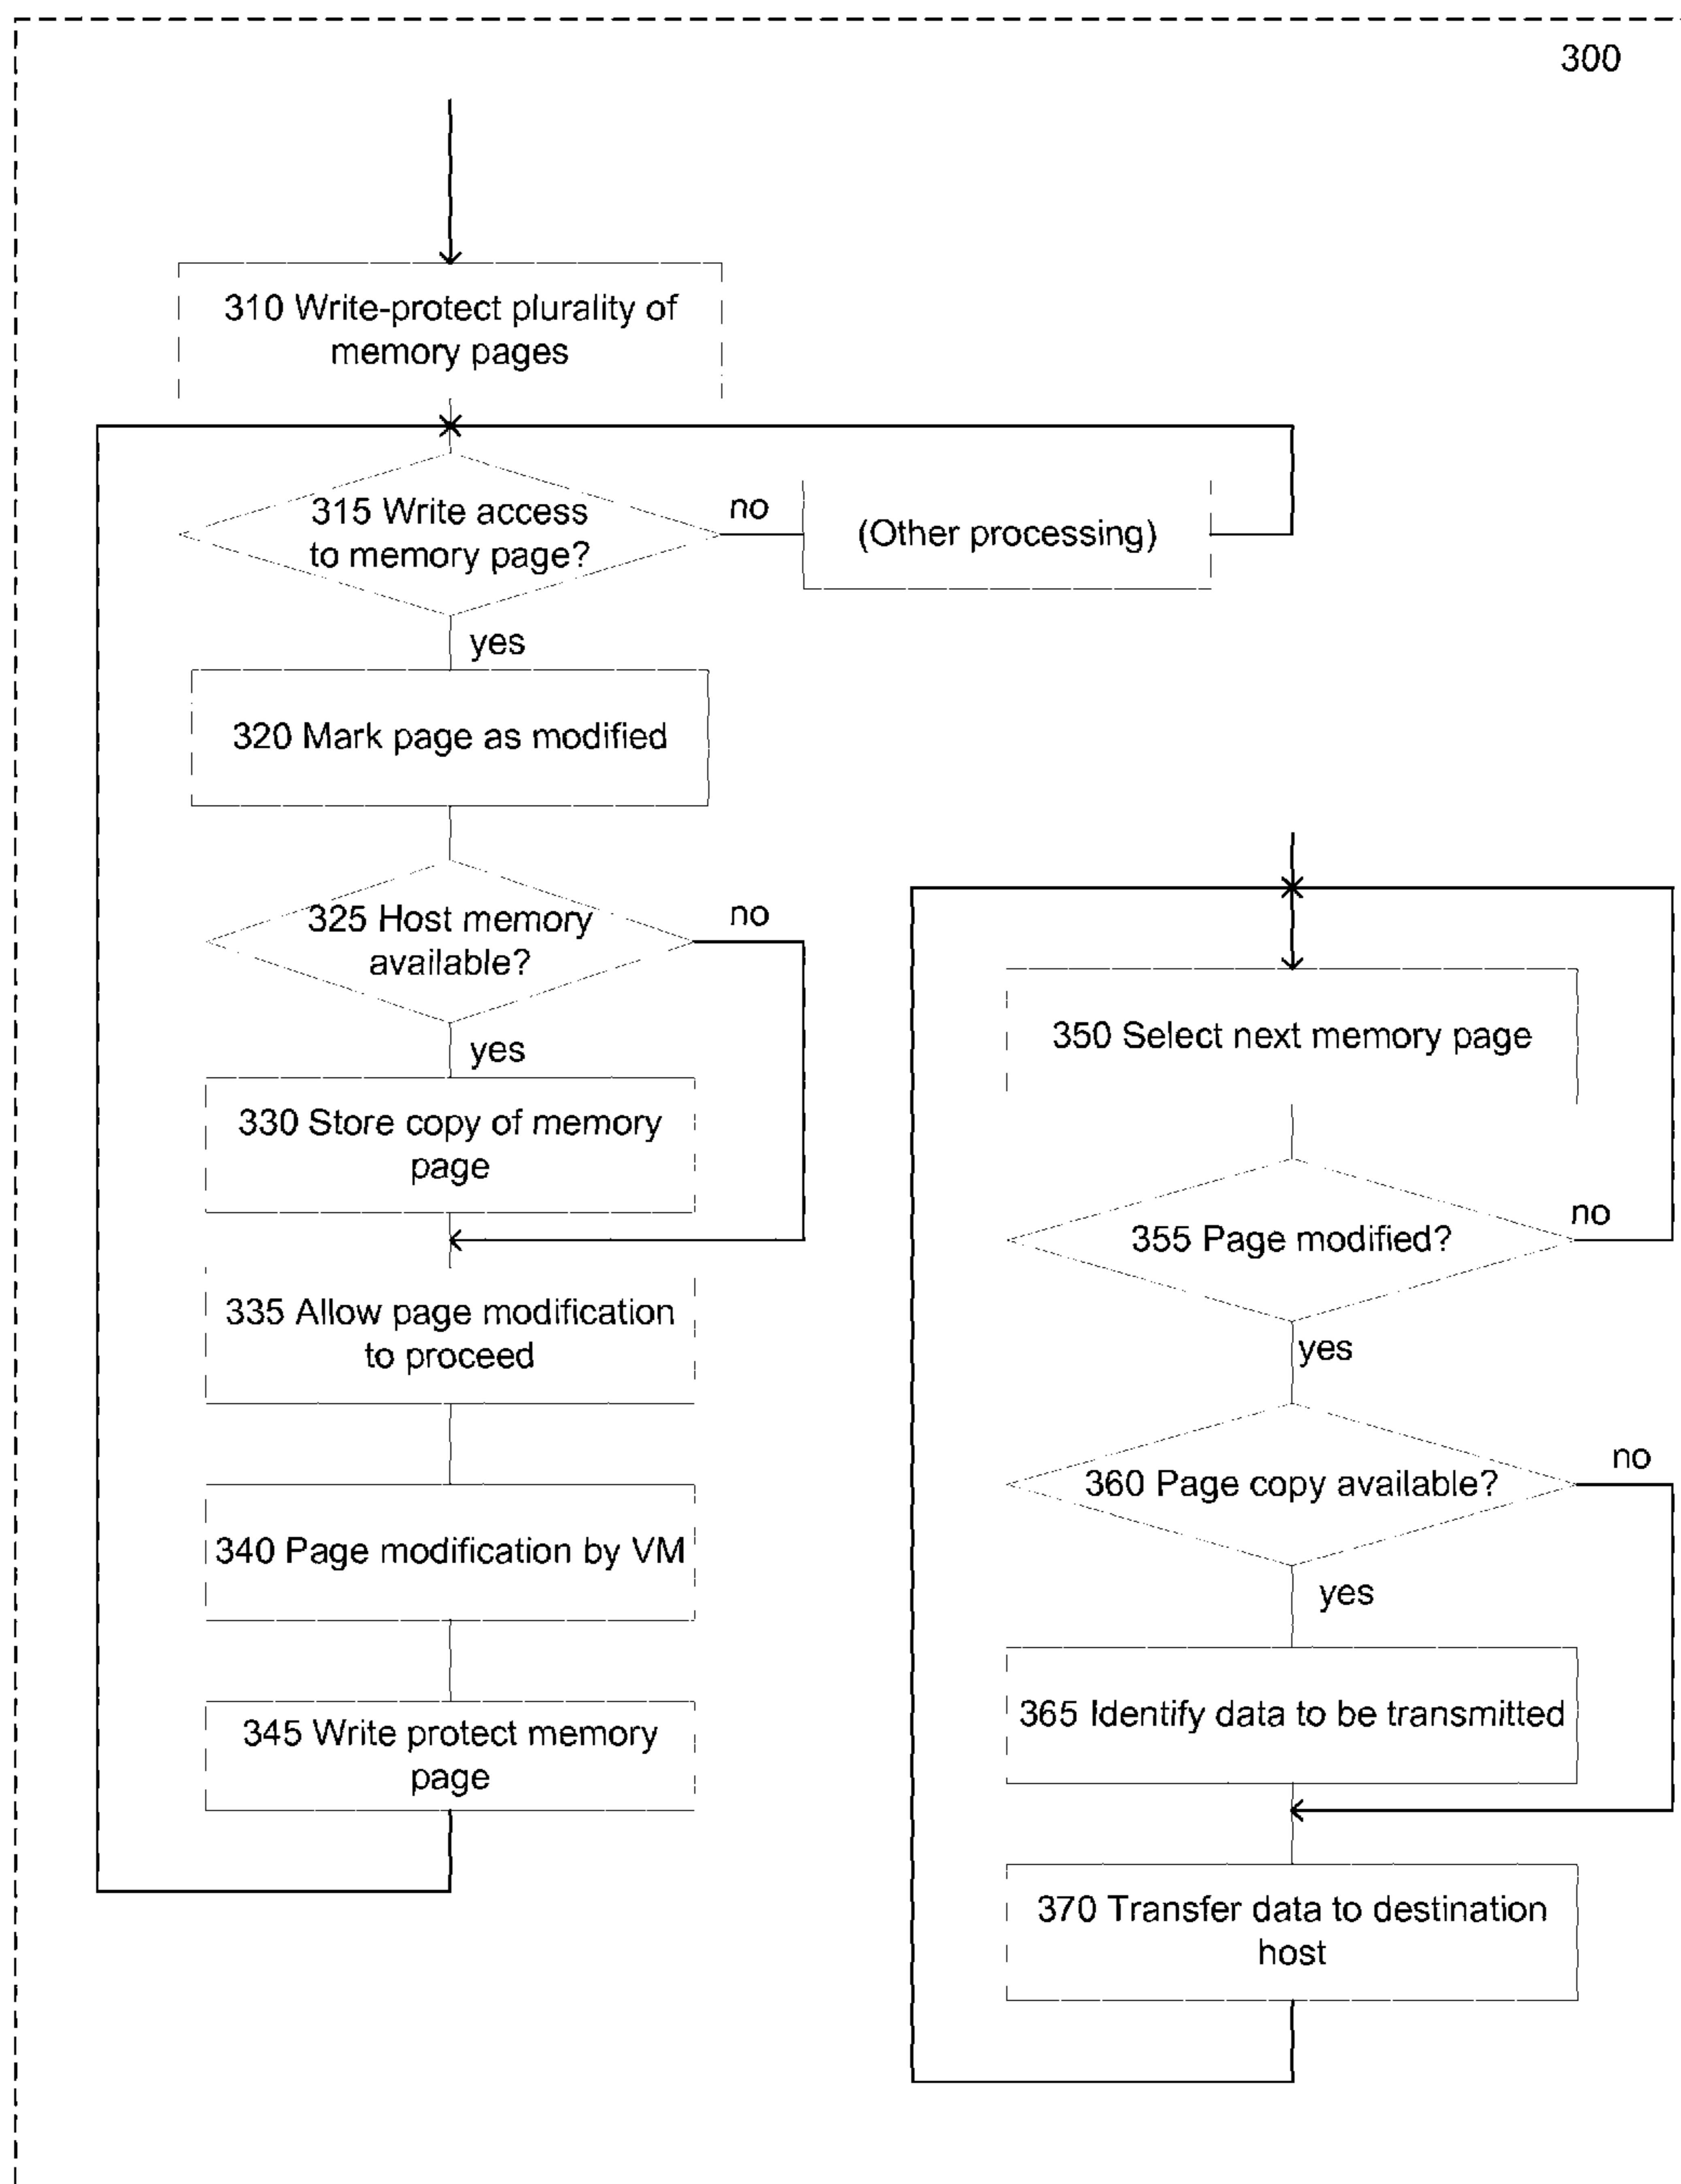 300
310 Write-protect plurality of
memory pages
315 Write access
to memory page?
no
(Other processing)
yes
320 Mark page as modified
325 Host memory
available?
no
yes
330 Store copy of memory
page
335 Allow page modification
to proceed
340 Page modification by VM
345 Write protect memory
page
350 Select next memory page
355 Page modified?
no
yes
360 Page copy available?
no
yes
365 Identify data to be transmitted
370 Transfer data to destination
host